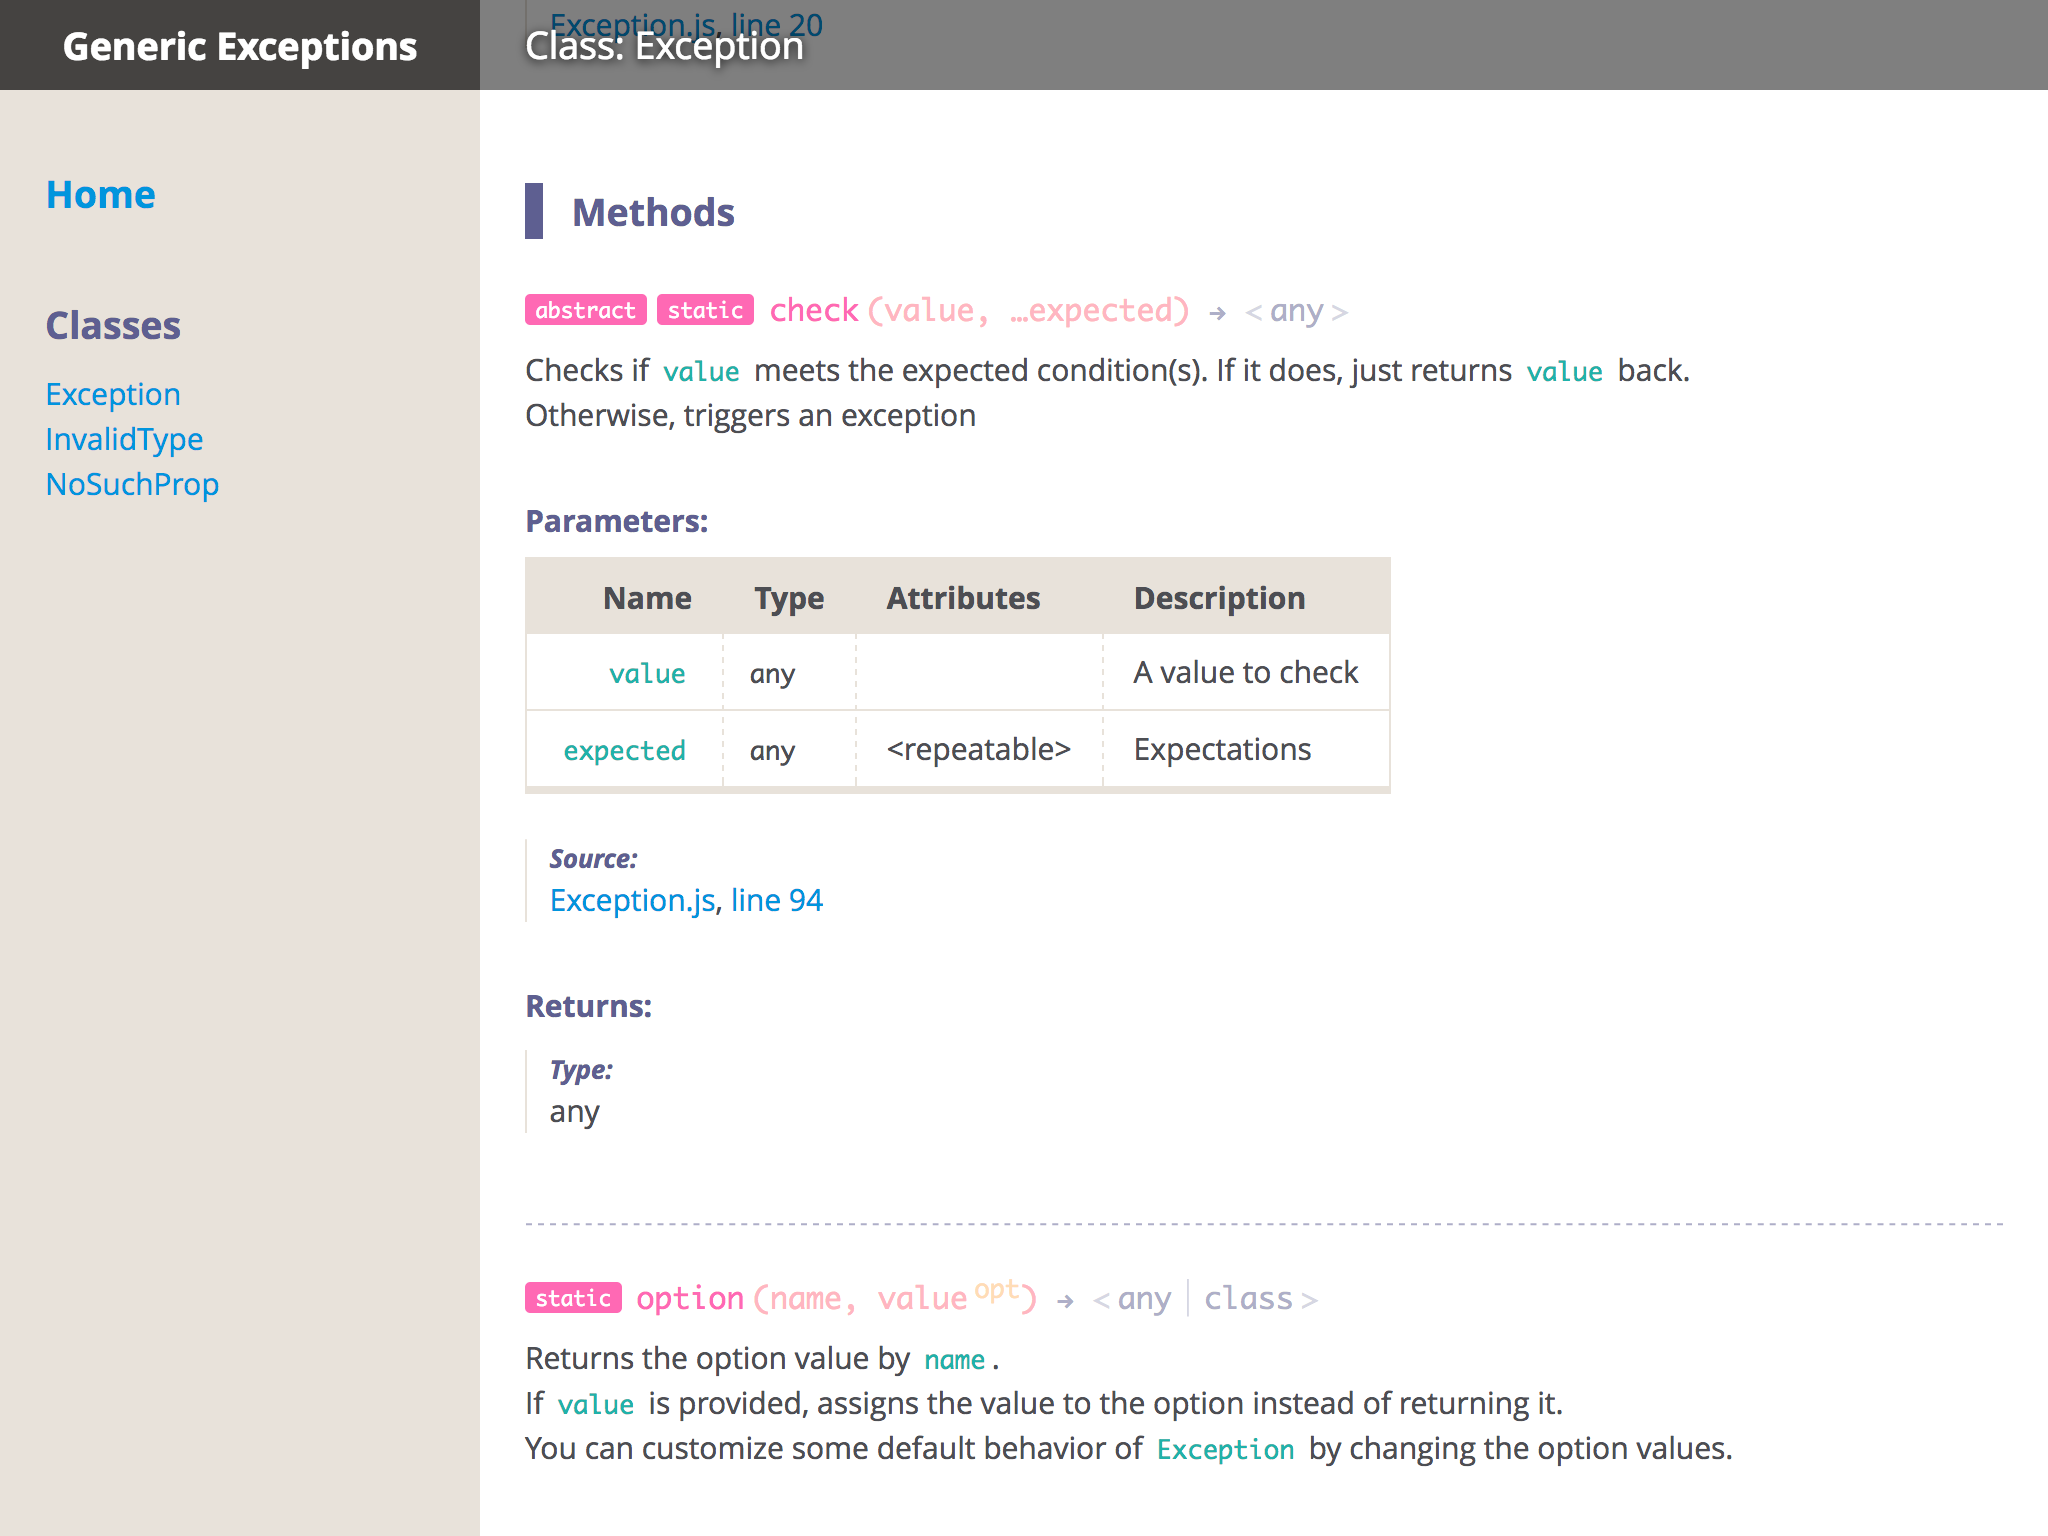 Generic Exceptions
Exception.js, line 20
Class: Exception
Home
Classes
Exception
InvalidType
NoSuchProp
Methods
abstract static check(value, …expected) → <any>
Checks if value meets the expected condition(s). If it does, just returns value back.
Otherwise, triggers an exception
Parameters:
Name Type Attributes Description
value any A value to check
expected any <repeatable> Expectations
Source:
Exception.js, line 94
Returns:
Type:
any
static option(name, value opt) → <any | class>
Returns the option value by name.
If value is provided, assigns the value to the option instead of returning it.
You can customize some default behavior of Exception by changing the option values.